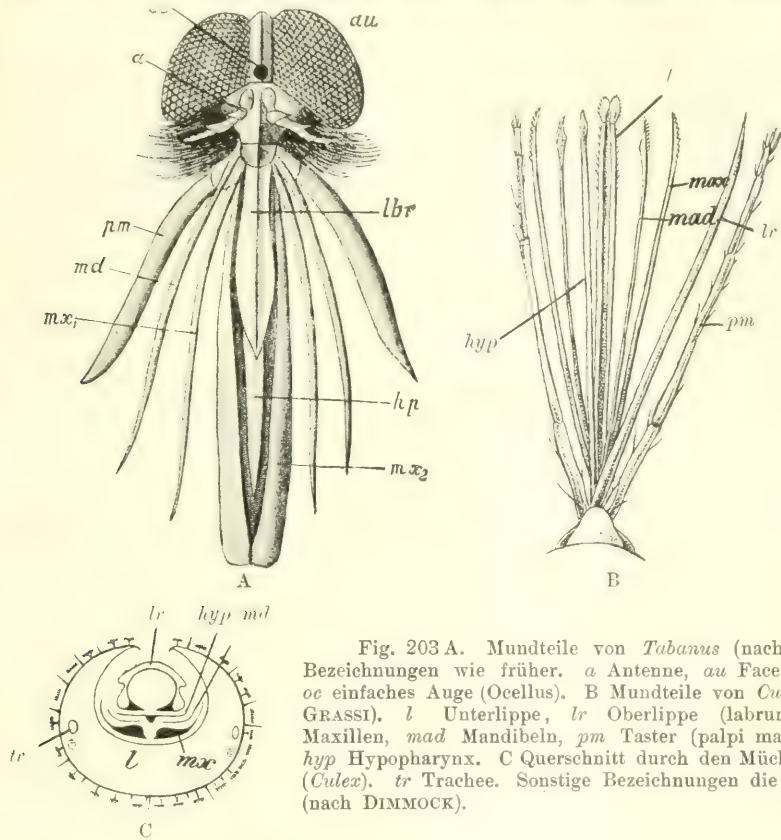 au
a
lbr
pm
md
mx₁
hp
mx₂
A
l
max
mad
lr
hyp
pm
B
lr hyp md
tr l mx
C
Fig. 203 A. Mundteile von Tabanus (nach
Bezeichnungen wie früher. a Antenne, au Face
oc einfaches Auge (Ocellus). B Mundteile von Cu
GRASSI). l Unterlippe, lr Oberlippe (labrun
Maxillen, mad Mandibeln, pm Taster (palpi ma
hyp Hypopharynx. C Querschnitt durch den Müc
(Culex). tr Trachee. Sonstige Bezeichnungen die
(nach DIMMOCK).